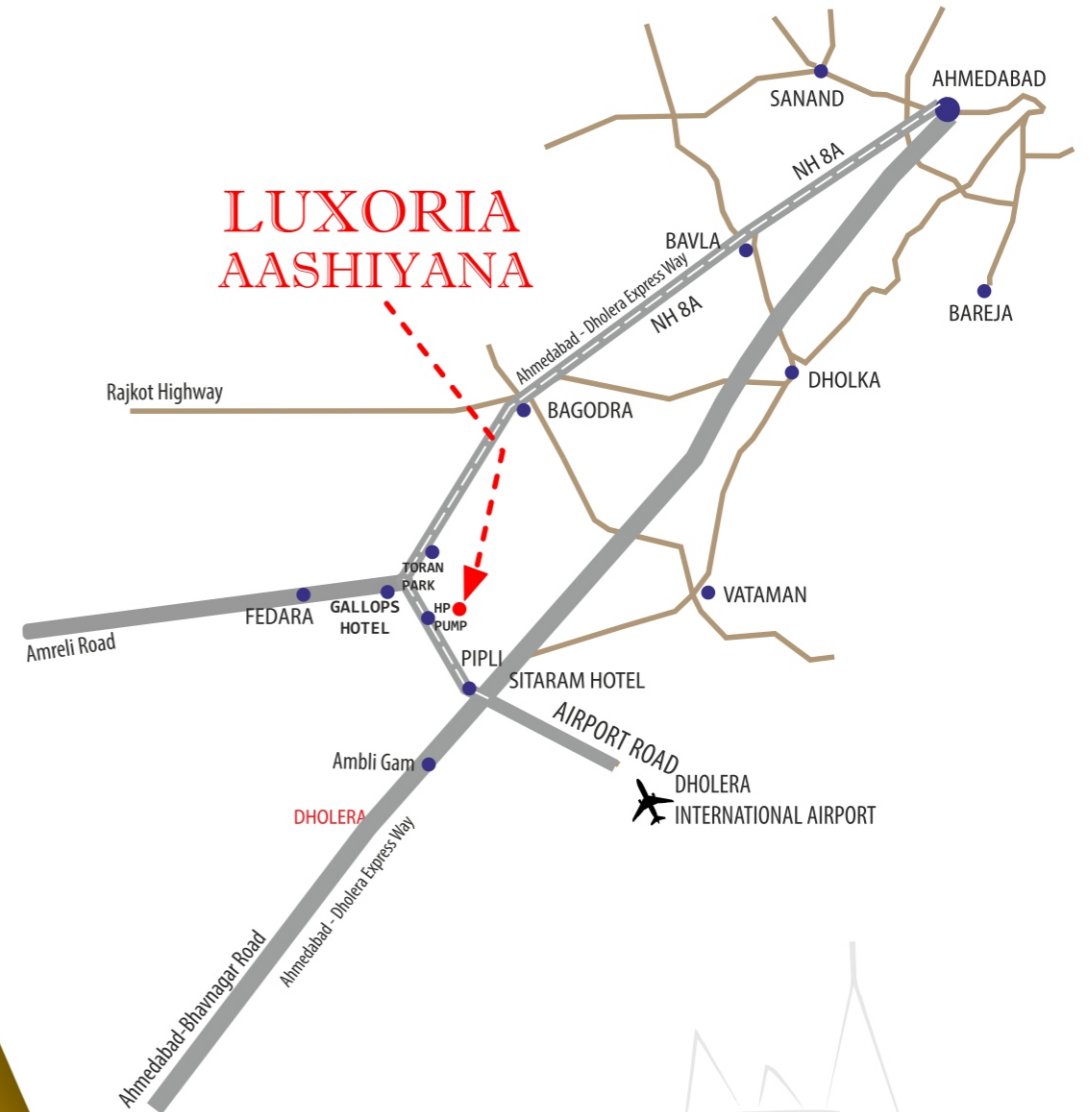 AHMEDABAD
SANAND
NH 8A
LUXORIA
AASHIYANA
BAVLA
Ahmedabad - Dholera Express Way
NH 8A
BAREJA
DHOLKA
Rajkot Highway
BAGODRA
TORAN
PARK
FEDARA
GALLOPS
HOTEL
HP
PUMP
VATAMAN
Amreli Road
PIPLI
SITARAM HOTEL
AIRPORT ROAD
Ambli Gam
DHOLERA
INTERNATIONAL AIRPORT
DHOLERA
Ahmedabad - Dholera Express Way
Ahmedabad-Bhavnagar Road